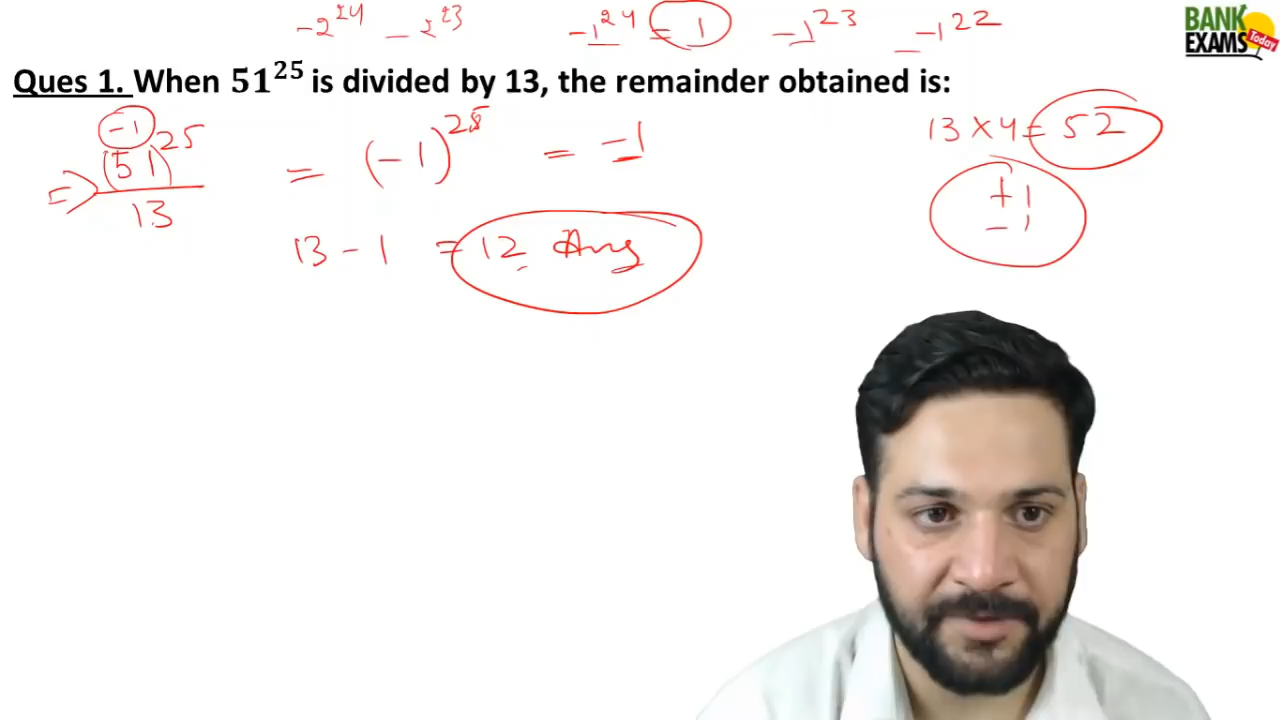 -2²⁴ -2²³ -1²⁴ = 1 -1²³ -1²²
BANK
EXAMS Today
Ques 1. When 51²⁵ is divided by 13, the remainder obtained is:
-1
⇒ (51)²⁵ / 13 = (-1)²⁵ = -1
13 × 4 = 52
+1
-1
13 - 1 = 12 Ans